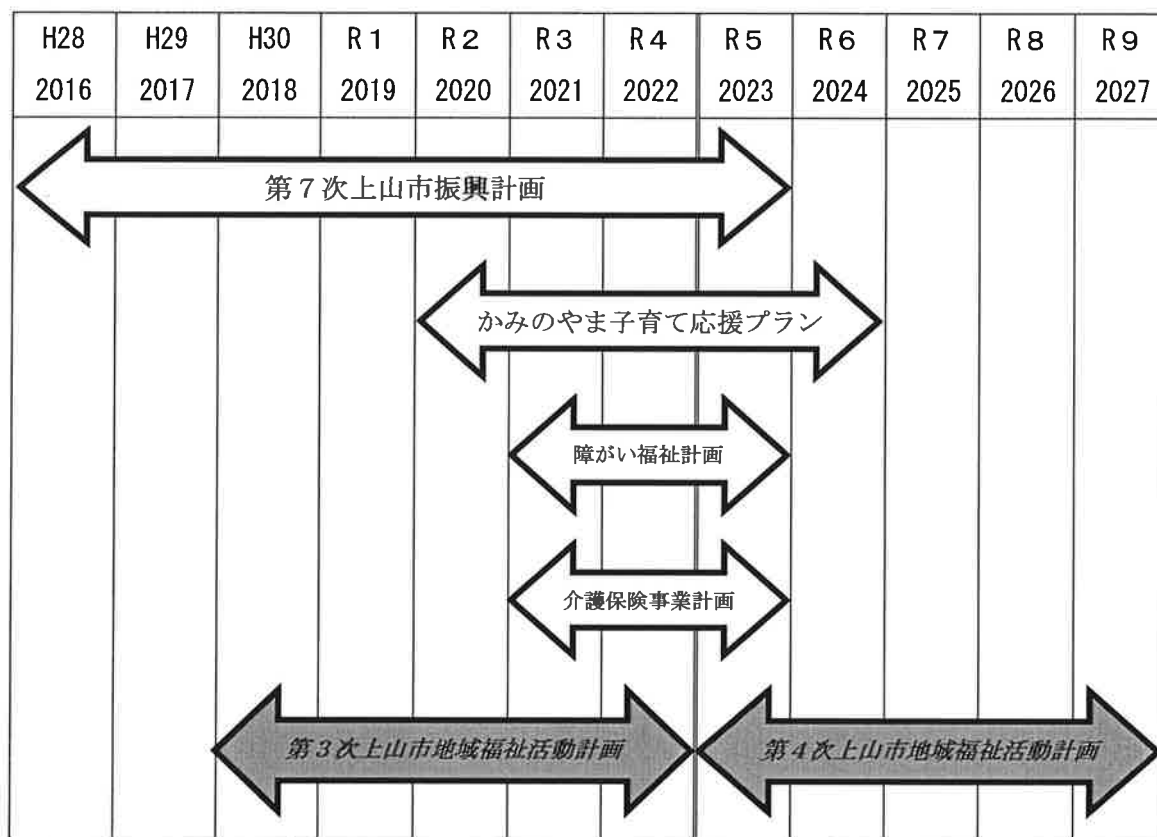 H28 H29 H30 R1 R2 R3 R4 R5 R6 R7 R8 R9
2016 2017 2018 2019 2020 2021 2022 2023 2024 2025 2026 2027
第7次上山市振興計画
かみのやま子育て応援プラン
障がい福祉計画
介護保険事業計画
第3次上山市地域福祉活動計画 第4次上山市地域福祉活動計画